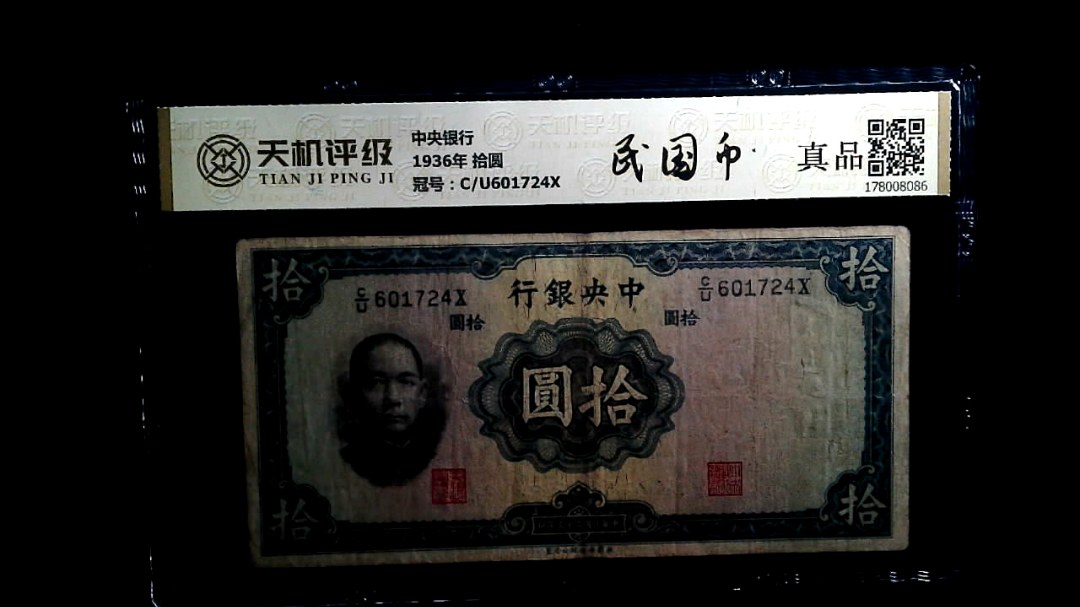 天机评级
TIAN JI PING JI
中央银行
1936年 拾圆
冠号：C/U601724X
民国币
真品
178008086
拾
拾
C/U 601724X
行銀央中
C/U 601724X
圓拾
圓拾
圓拾
拾
拾